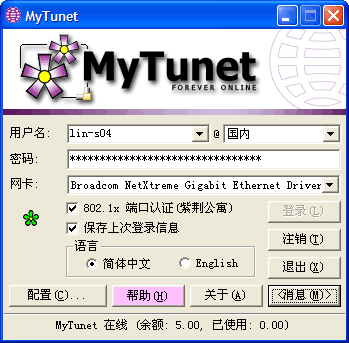 MyTunet
MyTunet
FOREVER ONLINE
用户名: lin-s04 @ 国内
密码: ********************************
网卡: Broadcom NetXtreme Gigabit Ethernet Driver
802.1x 端口认证(紫荆公寓)
登录(L)
保存上次登录信息
注销(T)
语言
简体中文 English
退出(X)
配置(C)... 帮助(H) 关于(A) <消息(M)>
MyTunet 在线 (余额: 5.00, 已使用: 0.00)